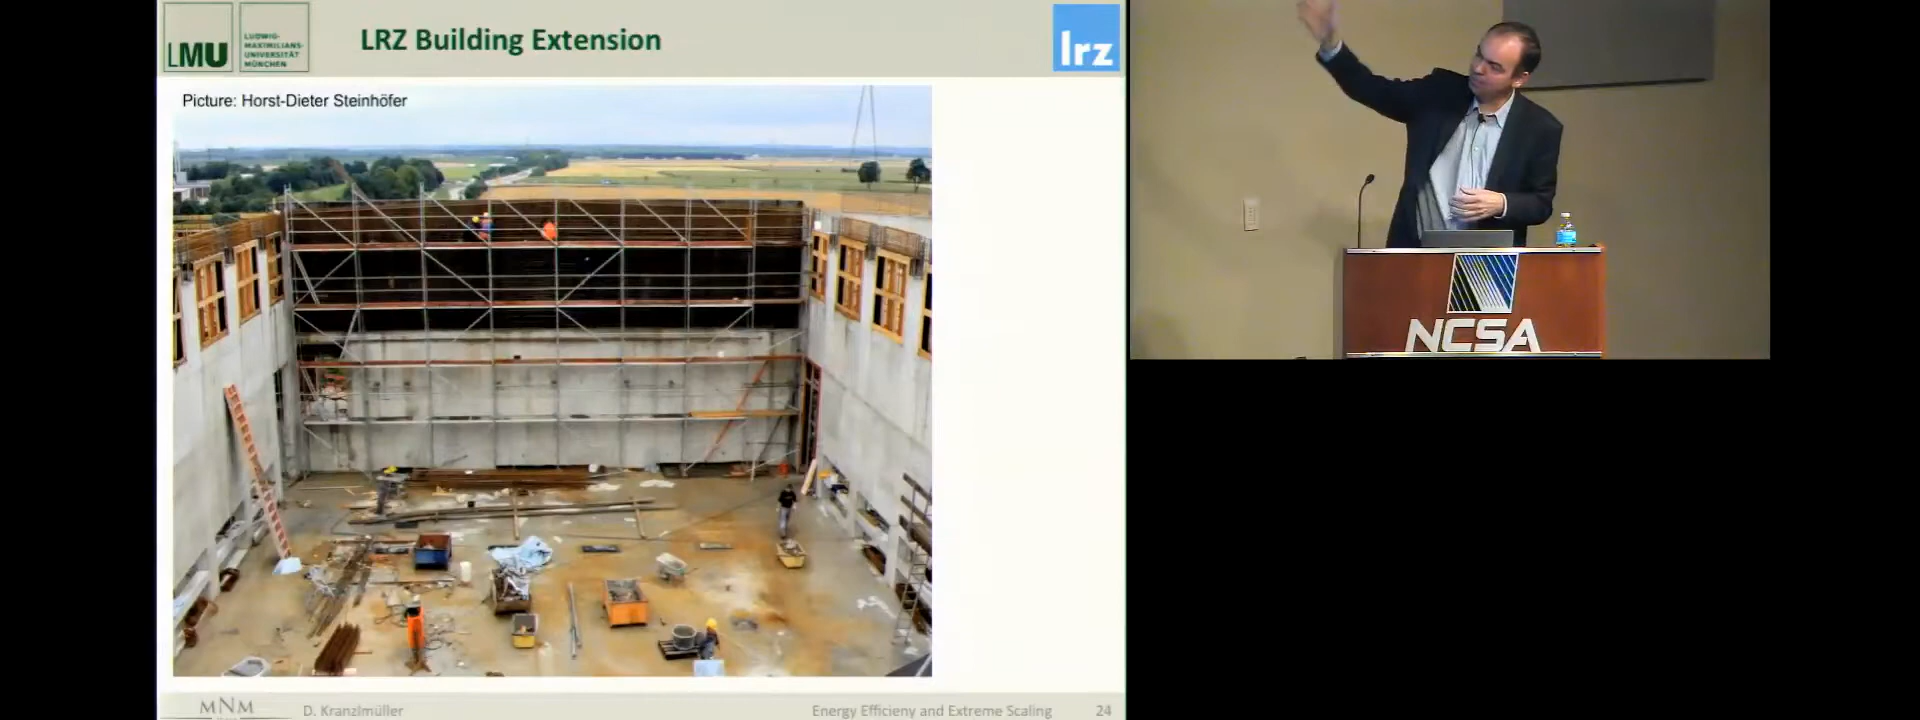 LMU
LUDWIG-
MAXIMILIANS-
UNIVERSITÄT
MÜNCHEN
LRZ Building Extension
lrz
Picture: Horst-Dieter Steinhöfer
NCSA
MNM
D. Kranzlmüller
Energy Efficieny and Extreme Scaling
24